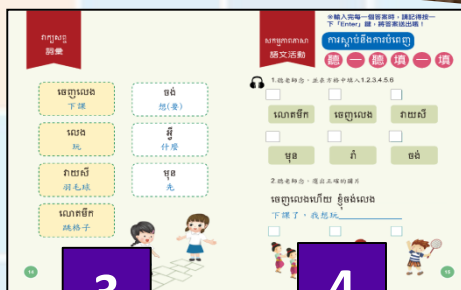 ពាក្យសព្ទ
詞彙
ចេញលេង
下課
លេង
玩
វាយសី
羽毛球
លោតមឹក
跳格子
ចង់
想(要)
អ្វី
什麼
មុន
先
14
3
※輸入完每一個答案時，請記得按一
下「Enter」鍵，將答案送出喔！
សកម្មភាពភាសា
語文活動
ការស្តាប់និងការបំពេញ
聽一聽填一填
1.聽老師念，並在方格中填入1.2.3.4.5.6
លោតមឹក
ចេញលេង
វាយសី
មុន
រាំ
ចង់
2.聽老師念，選出正確的圖片
ចេញលេងហើយ ខ្ញុំចង់លេង
下課了，我想玩
4
15